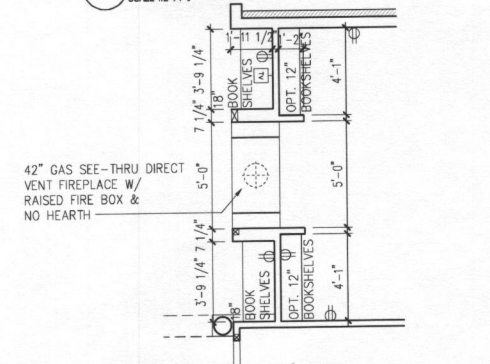 1'-11 1/2"
1'-2"
3'-9 1/4"
18"
BOOK
SHELVES
TV
OPT. 12"
BOOKSHELVES
4'-1"
7 1/4"
5'-0"
5'-0"
42" GAS SEE-THRU DIRECT
VENT FIREPLACE W/
RAISED FIRE BOX &
NO HEARTH
7 1/4"
3'-9 1/4"
18"
BOOK
SHELVES
OPT. 12"
BOOKSHELVES
4'-1"